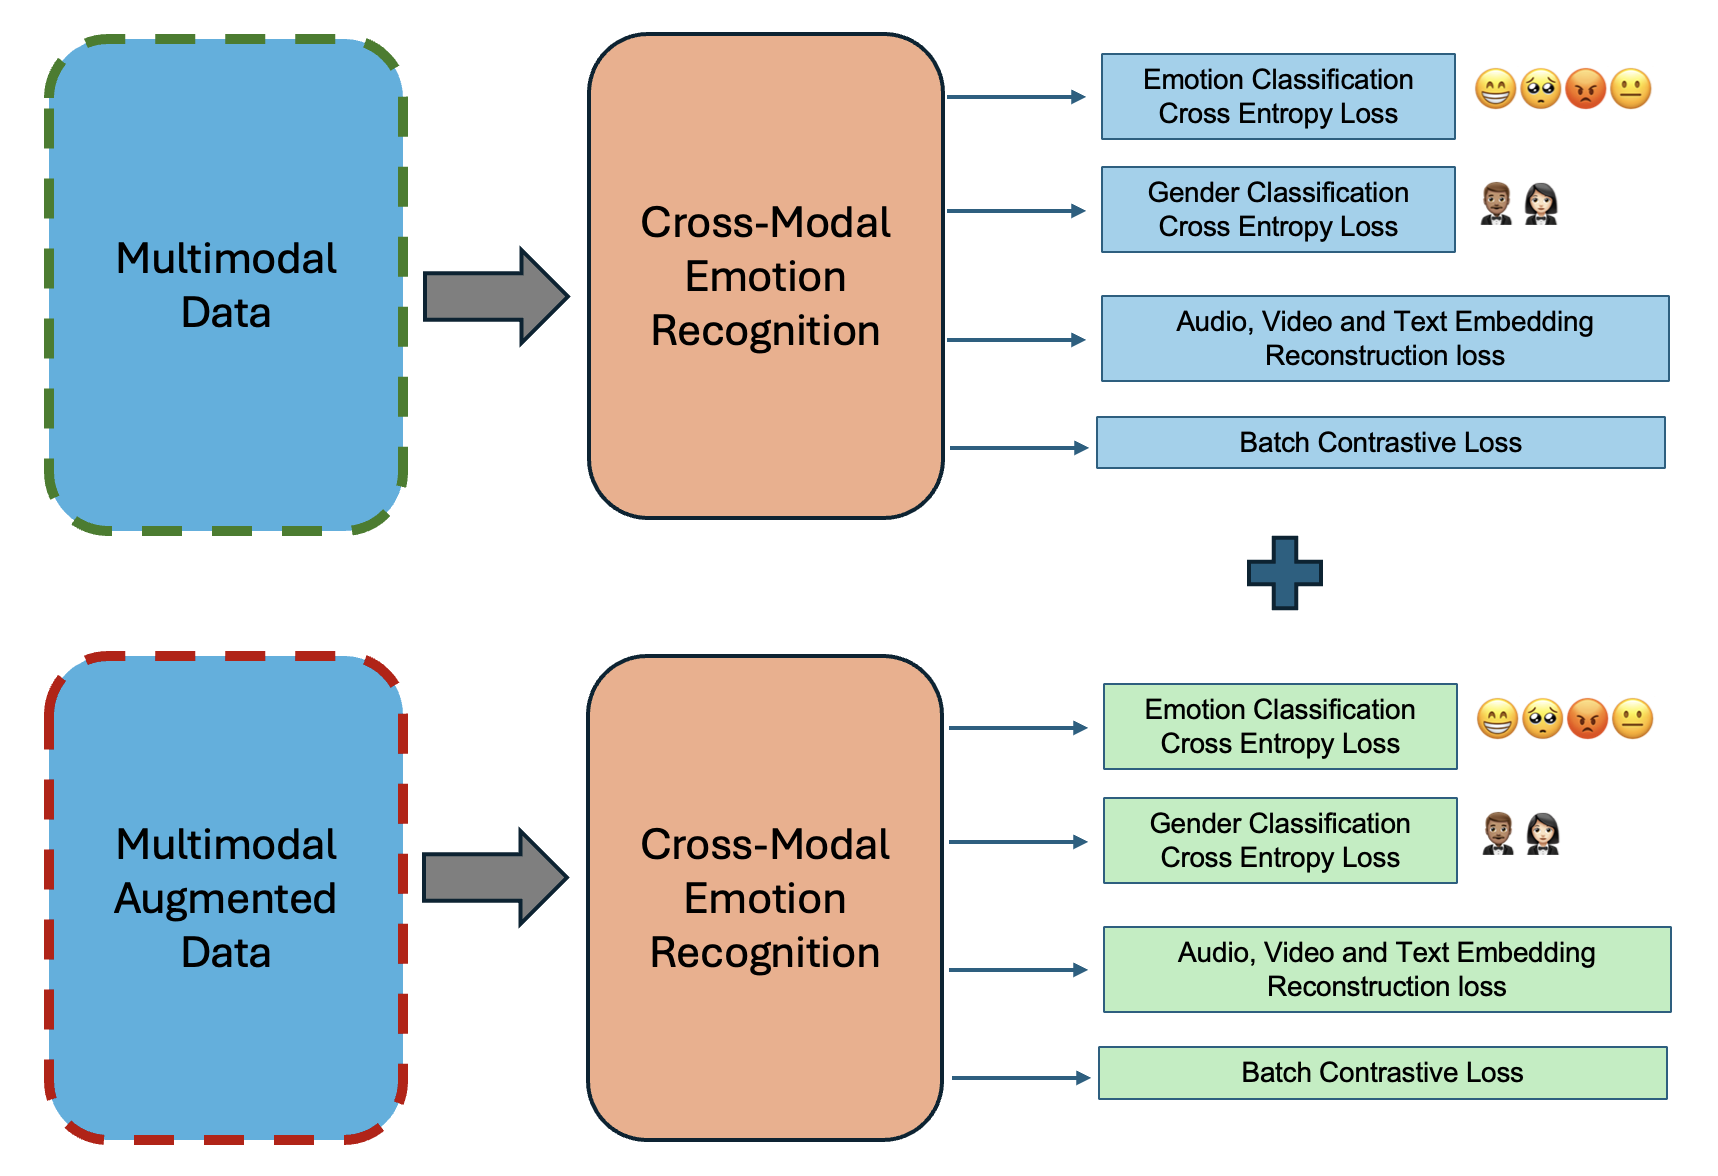 Multimodal
Data
Cross-Modal
Emotion
Recognition
Emotion Classification
Cross Entropy Loss
Gender Classification
Cross Entropy Loss
Audio, Video and Text Embedding
Reconstruction loss
Batch Contrastive Loss
Multimodal
Augmented
Data
Cross-Modal
Emotion
Recognition
Emotion Classification
Cross Entropy Loss
Gender Classification
Cross Entropy Loss
Audio, Video and Text Embedding
Reconstruction loss
Batch Contrastive Loss